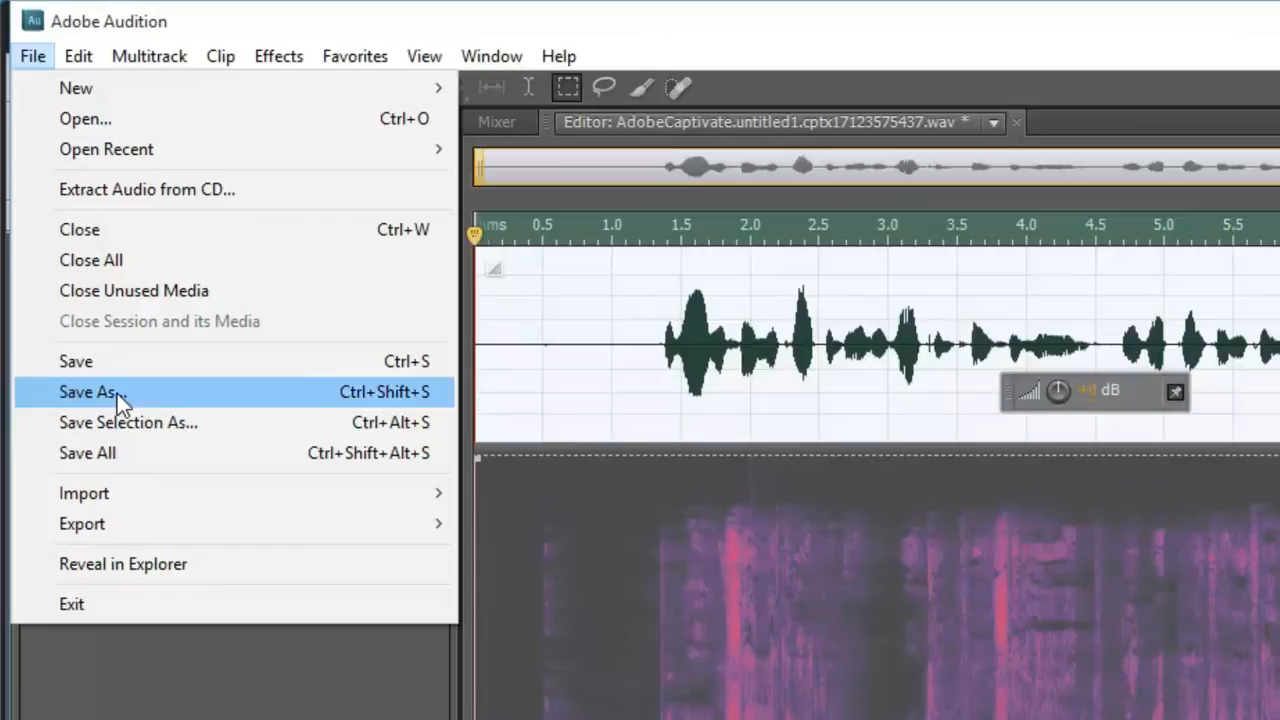 Au Adobe Audition
File Edit Multitrack Clip Effects Favorites View Window Help
New
Open... Ctrl+O
Open Recent
Extract Audio from CD...
Close Ctrl+W
Close All
Close Unused Media
Close Session and its Media
Save Ctrl+S
Save As... Ctrl+Shift+S
Save Selection As... Ctrl+Alt+S
Save All Ctrl+Shift+Alt+S
Import
Export
Reveal in Explorer
Exit
Mixer Editor: AdobeCaptivate.untitled1.cptx17123575437.wav *
hms 0.5 1.0 1.5 2.0 2.5 3.0 3.5 4.0 4.5 5.0 5.5
+0 dB